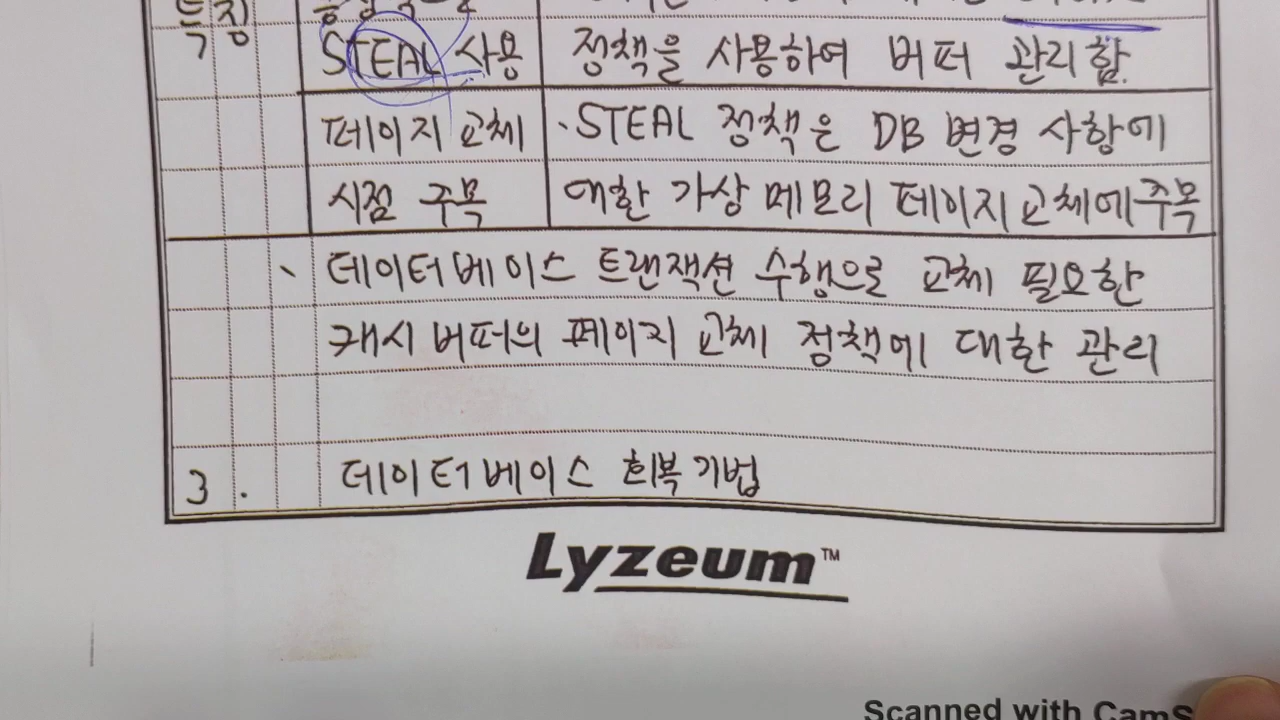 특징
STEAL 사용 정책을 사용하여 버퍼 관리함.
페이지 교체 · STEAL 정책은 DB 변경 사항에
시점 주목 대한 가상 메모리 페이지 교체에 주목
、 데이터베이스 트랜잭션 수행으로 교체 필요한
캐시 버퍼의 페이지 교체 정책에 대한 관리
3. 데이터베이스 회복 기법
Lyzeum™
Scanned with CamS